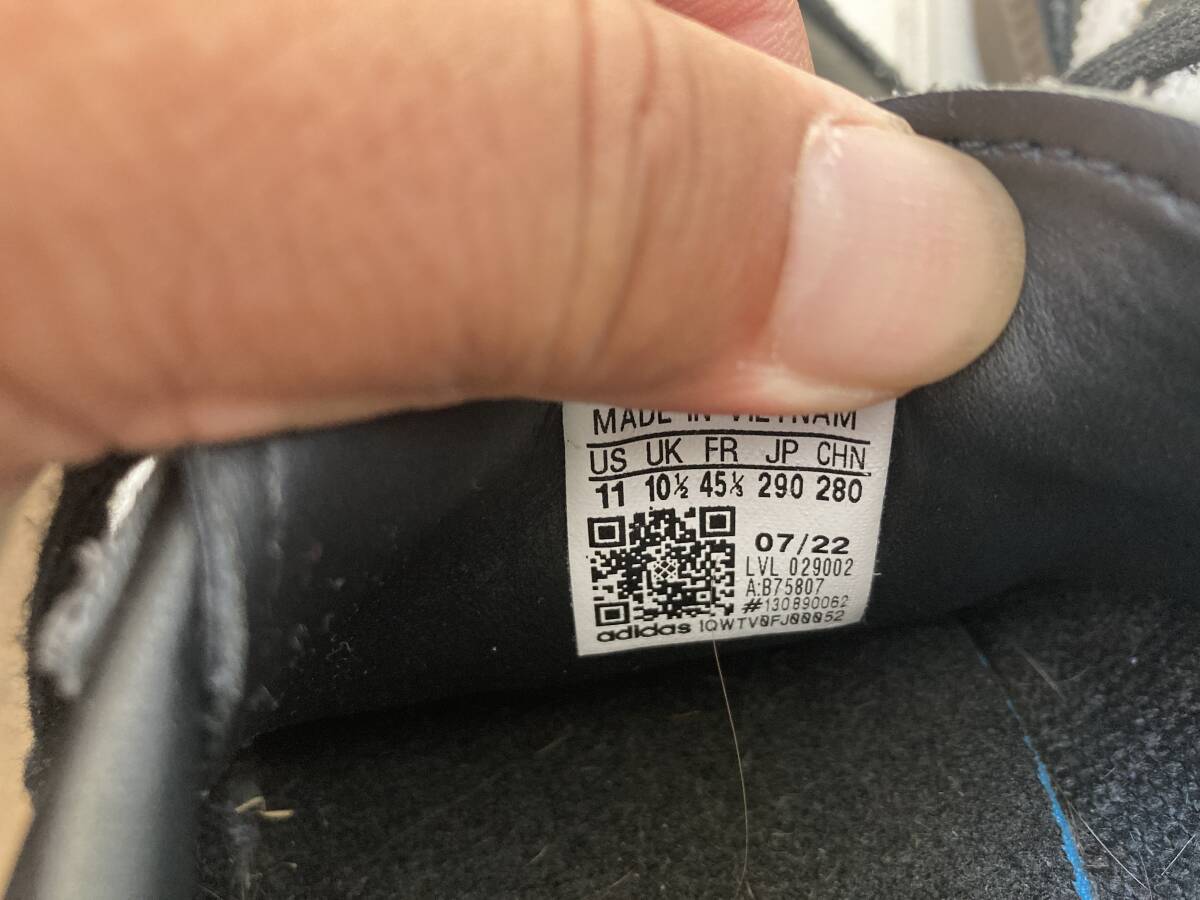 MADE IN VIETNAM
US UK FR JP CHN
11 10½ 45⅓ 290 280
07/22
LVL 029002
A:B75807
#130890062
adidas 1QWTV0FJ00052